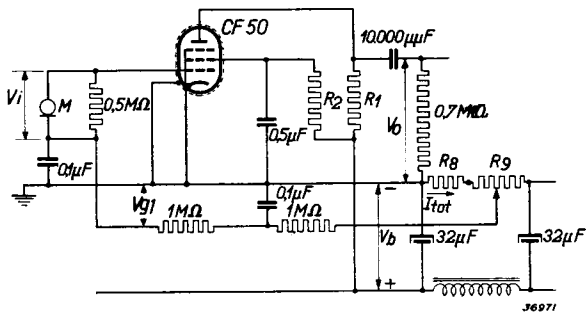 CF 50
10.000µµF
Vi
M
0,5MΩ
R2
R1
Vo
0,7MΩ
0,5µF
0,1µF
R8
R9
Vg1
0,1µF
−
Itot
1MΩ
1MΩ
Vb
32µF
32µF
+
36971